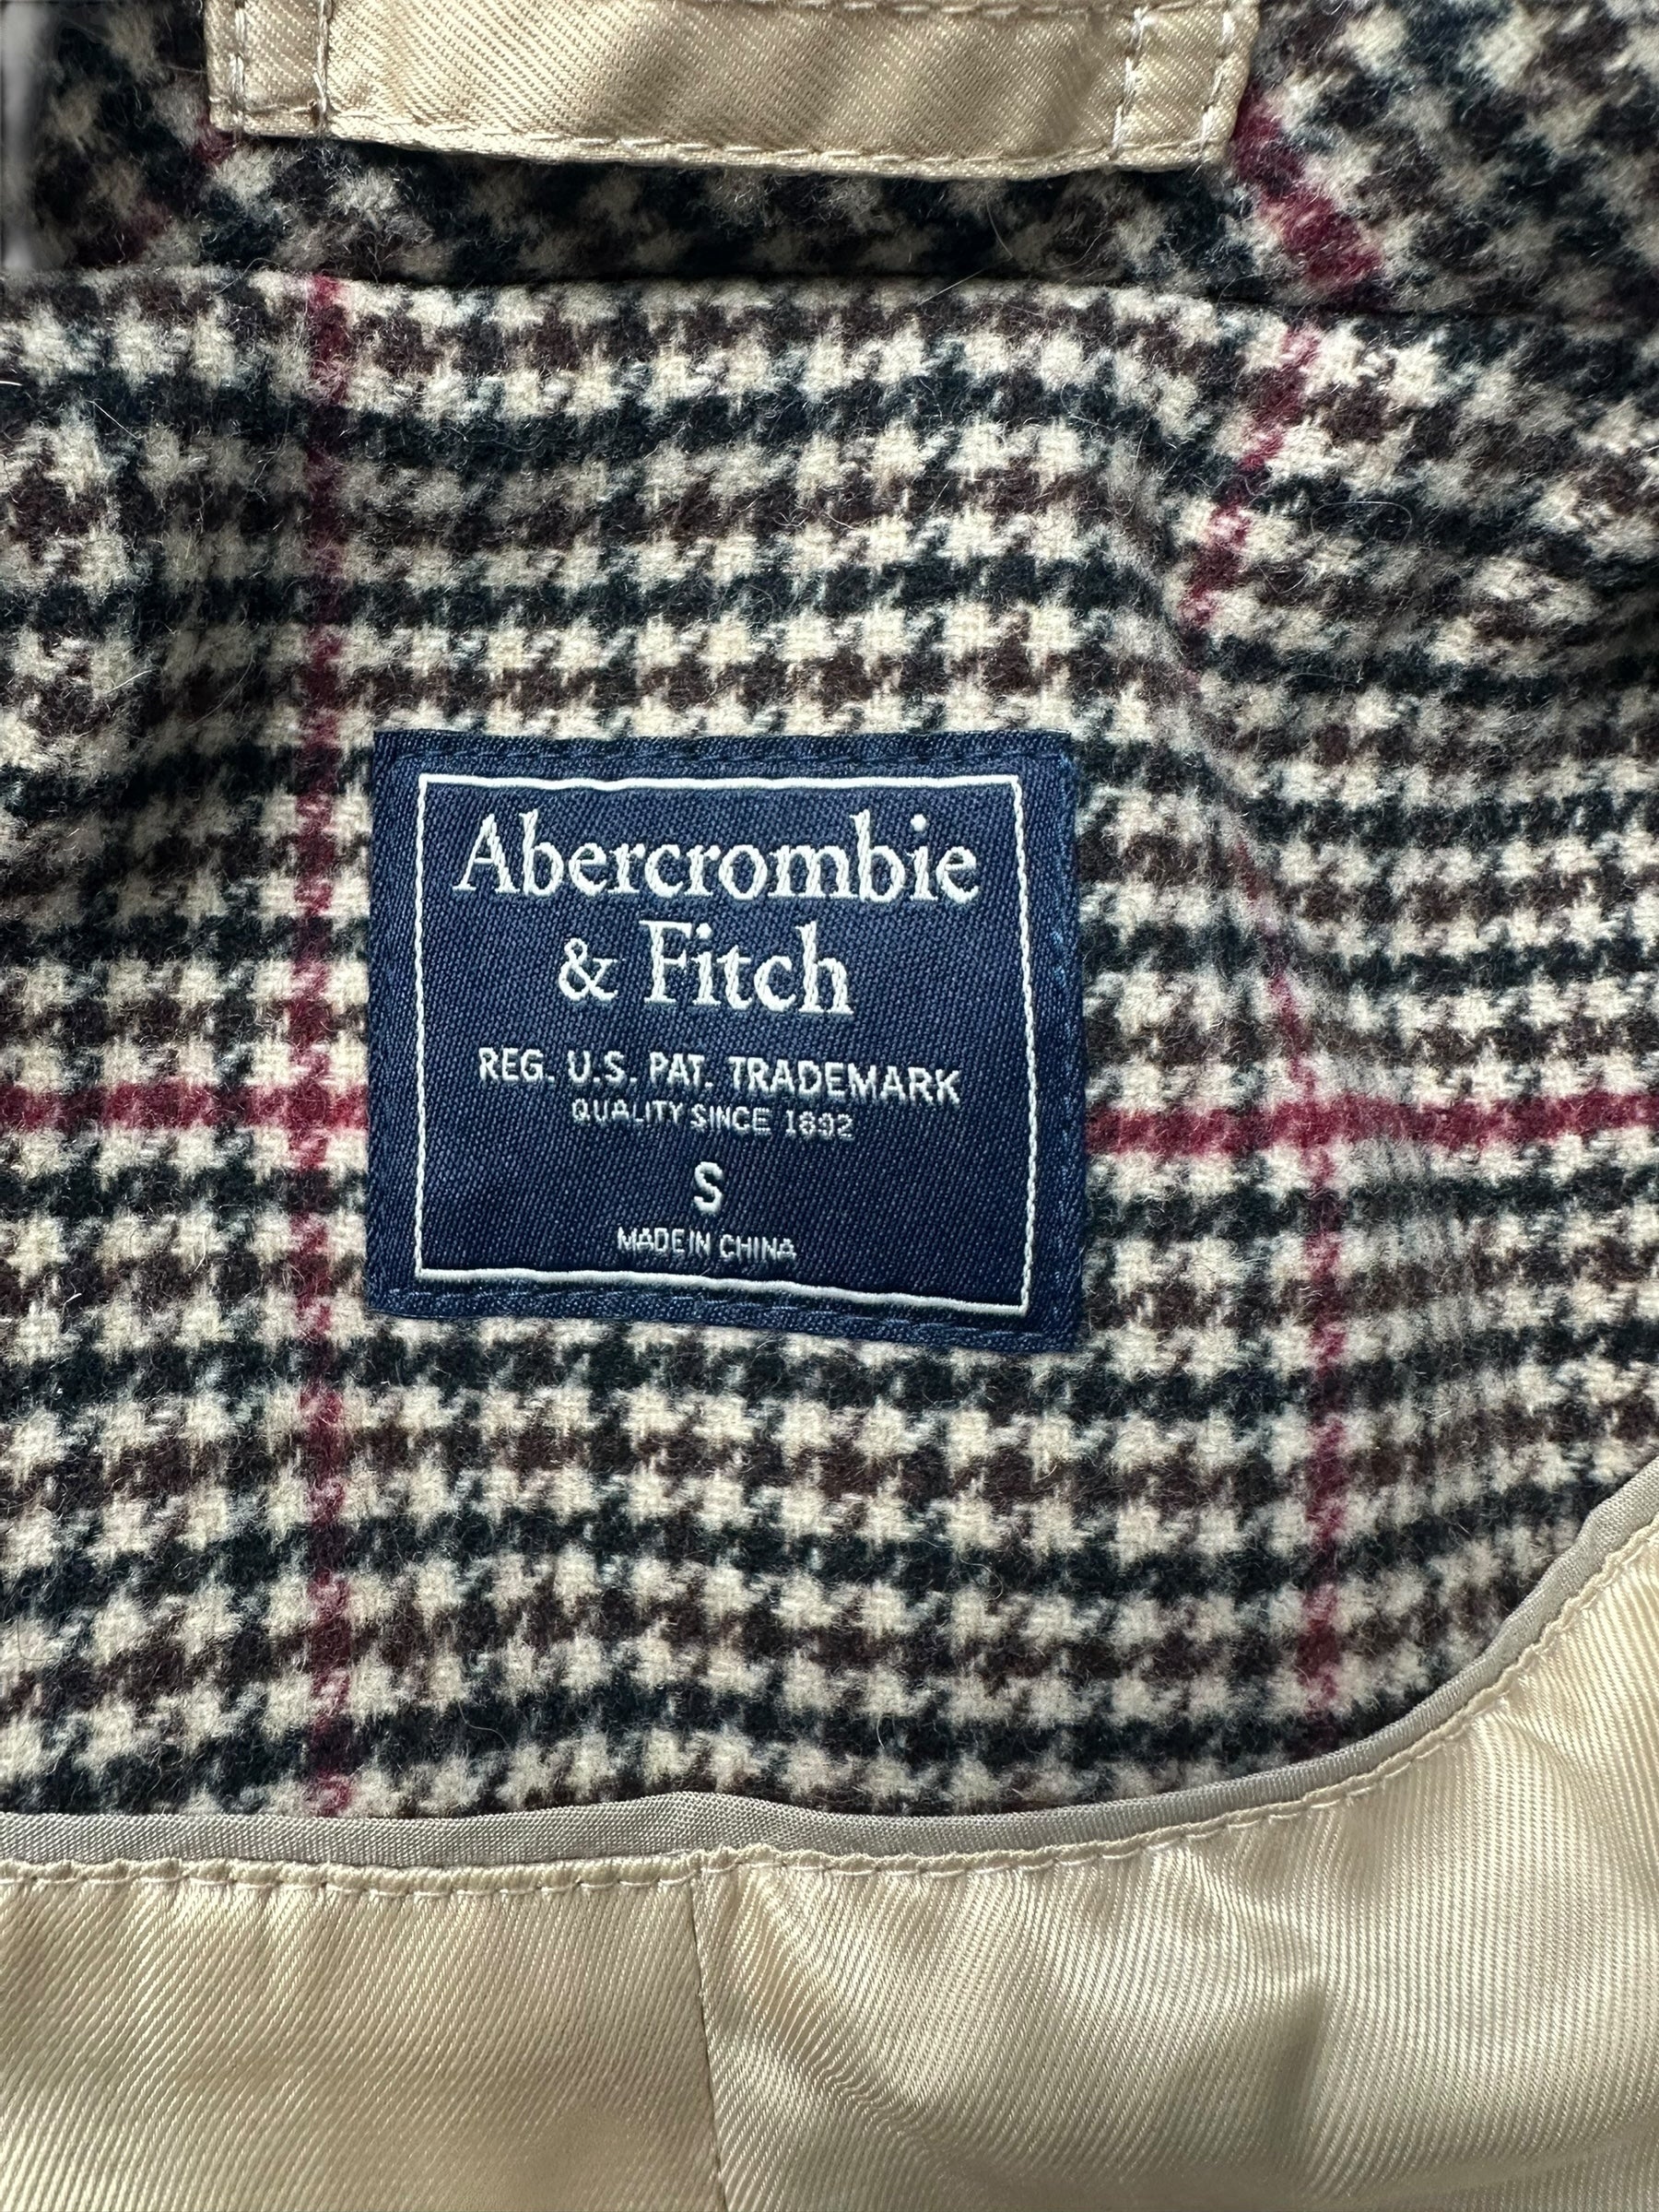 Abercrombie
& Fitch
REG. U.S. PAT. TRADEMARK
QUALITY SINCE 1892
S
MADE IN CHINA